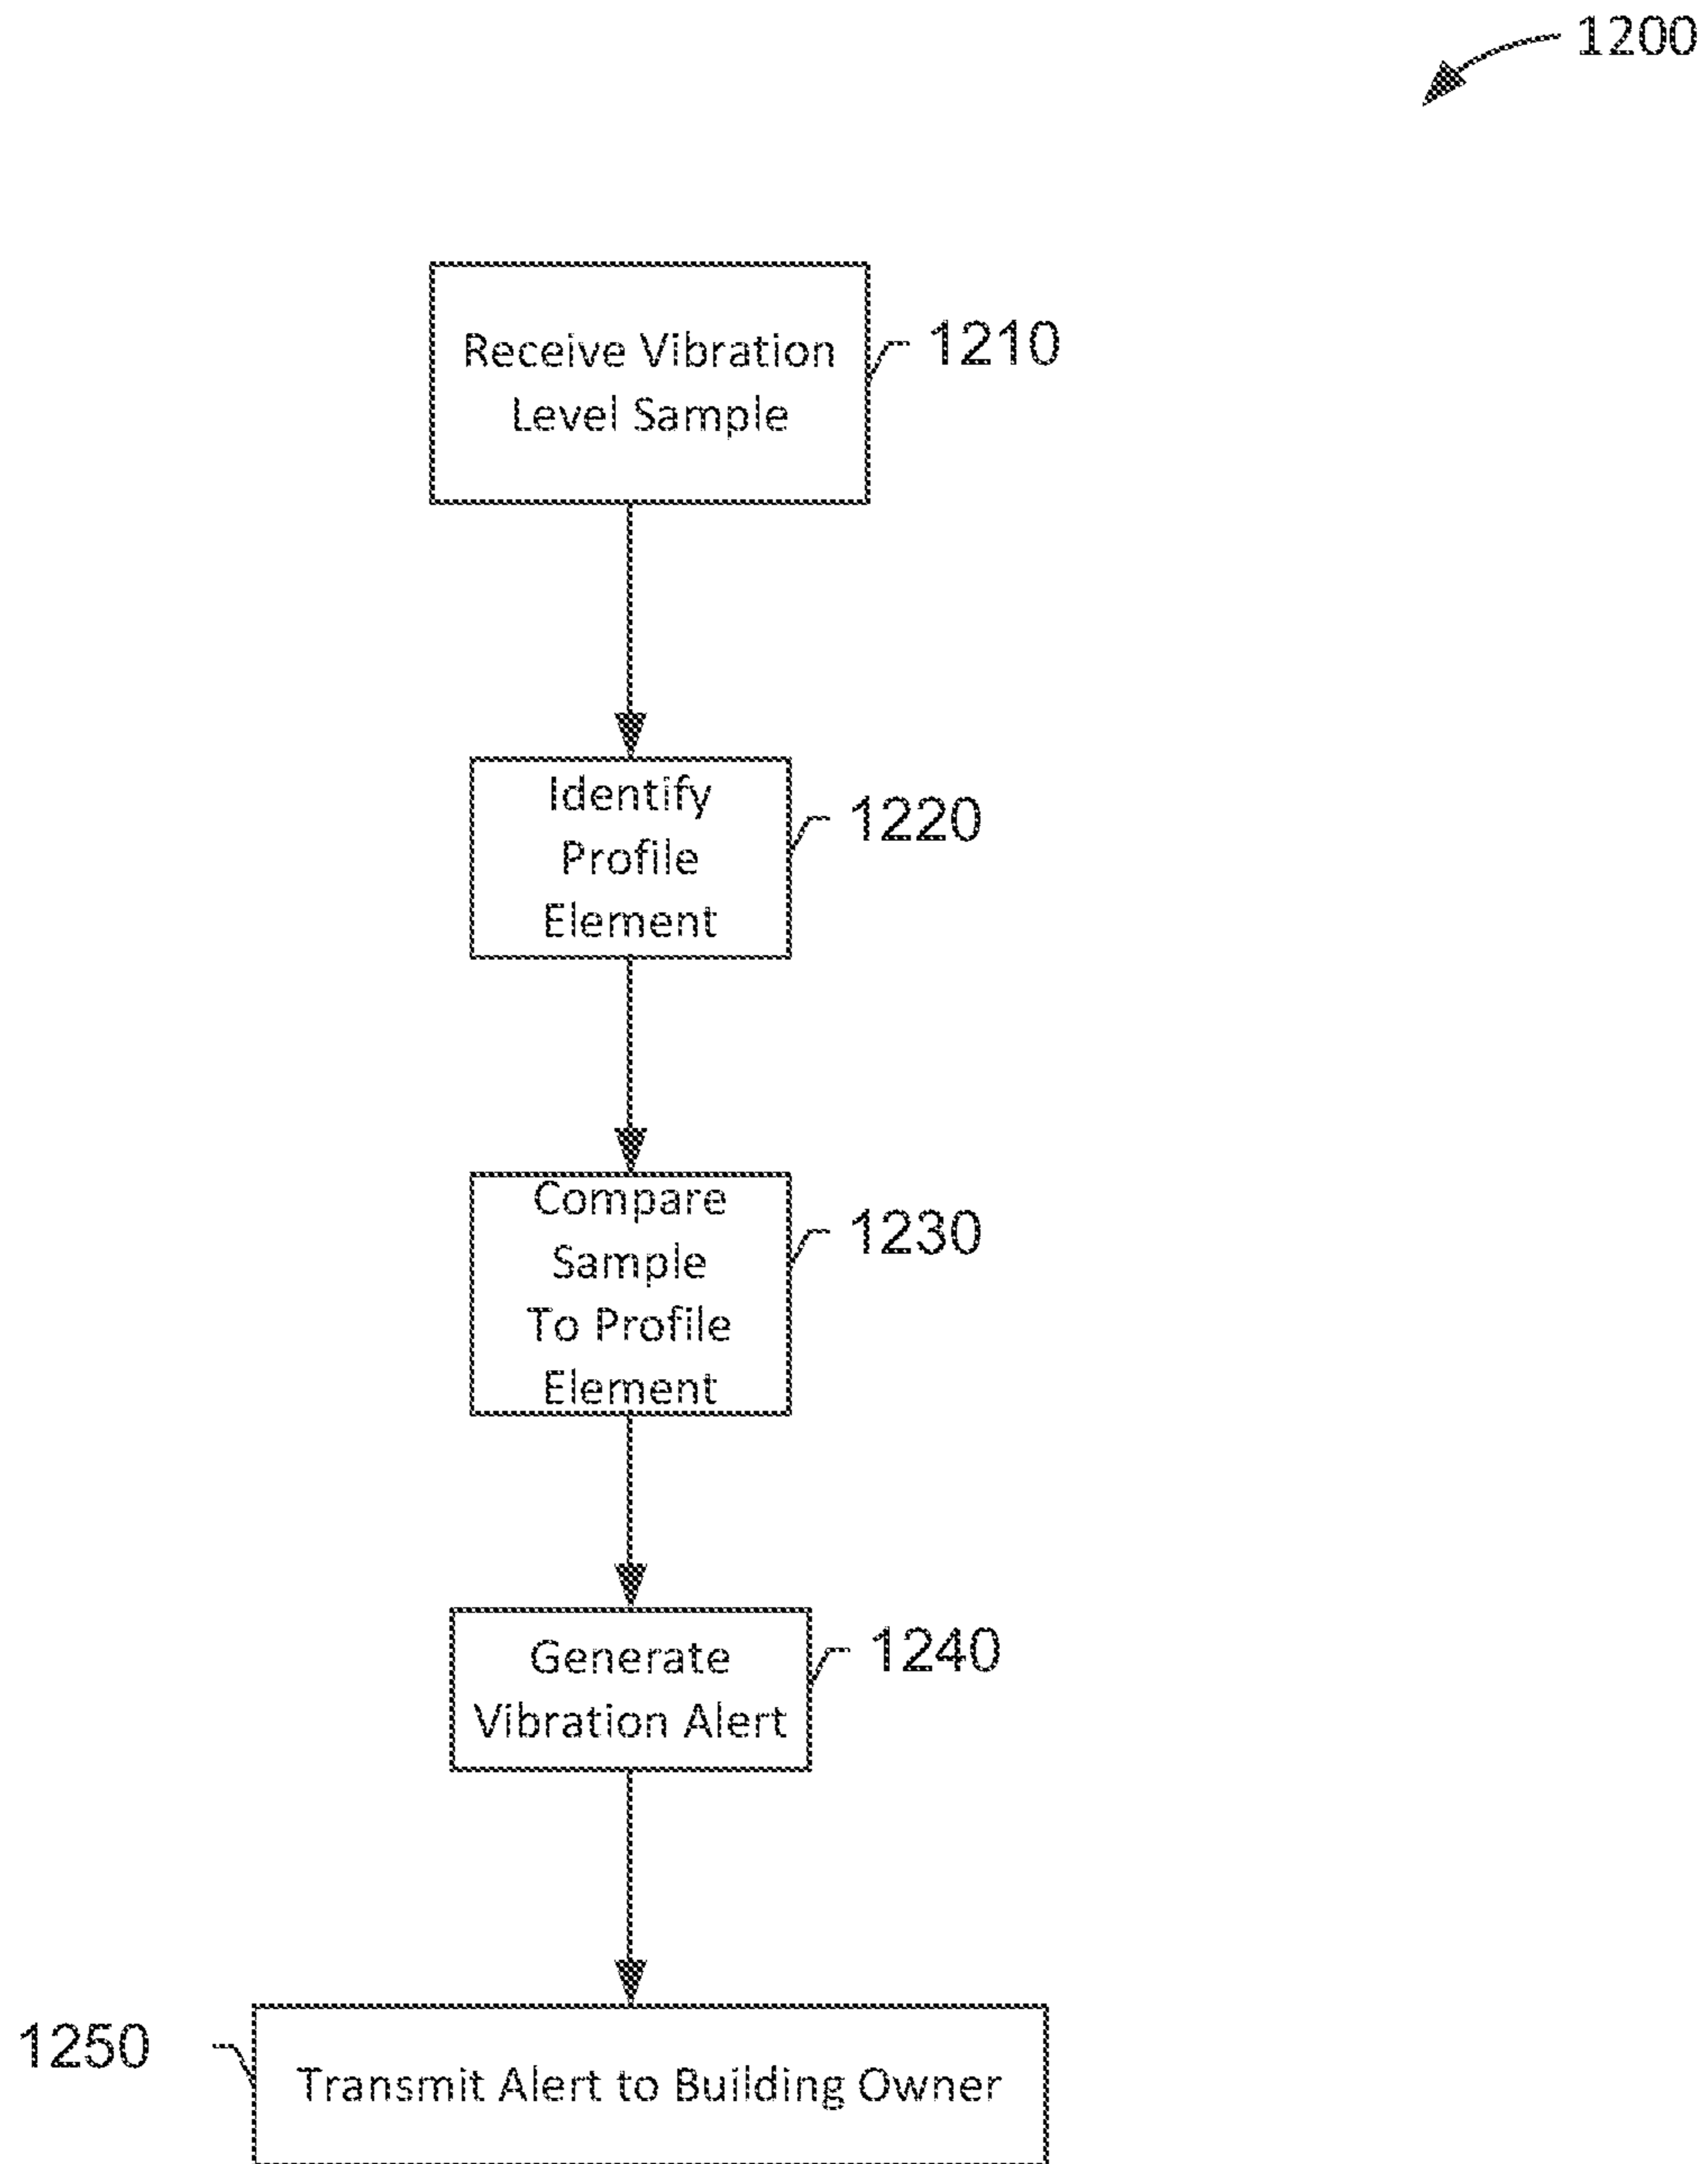 1200
Receive Vibration
Level Sample
1210
Identify
Profile
Element
1220
Compare
Sample
To Profile
Element
1230
Generate
Vibration Alert
1240
1250
Transmit Alert to Building Owner